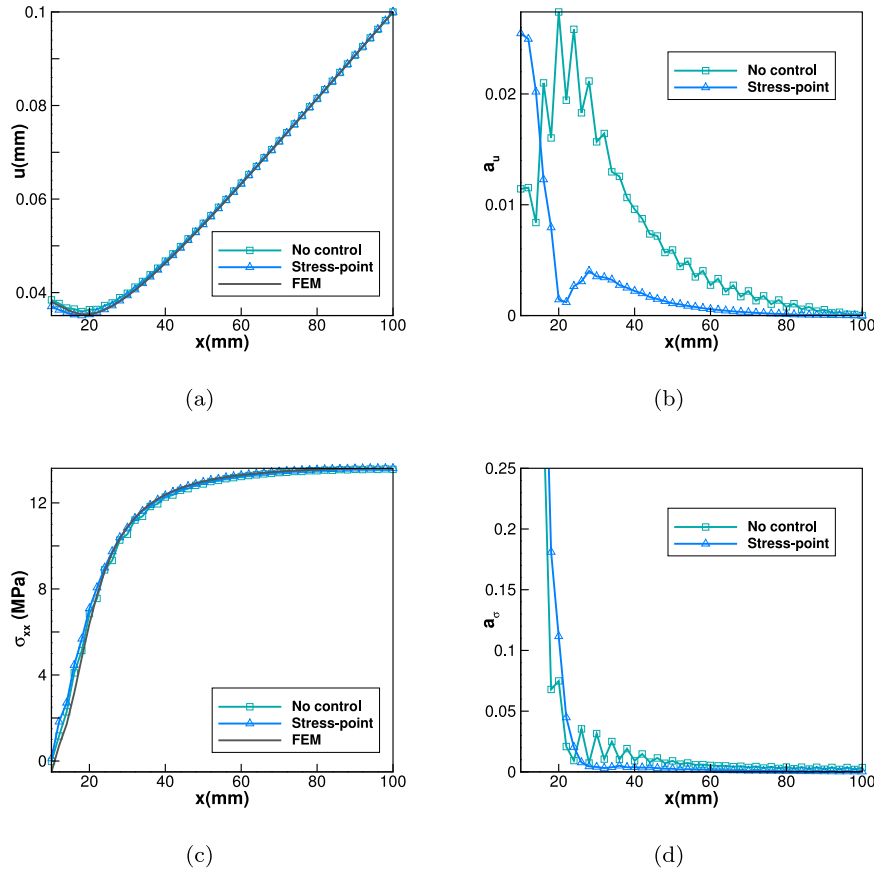 0.1
0.08
0.06
0.04
u(mm)
20 40 60 80 100
x(mm)
No control
Stress-point
FEM
(a)
0.02
0.01
0
a_u
20 40 60 80 100
x(mm)
No control
Stress-point
(b)
12
8
4
0
σ_xx (MPa)
20 40 60 80 100
x(mm)
No control
Stress-point
FEM
(c)
0.25
0.2
0.15
0.1
0.05
0
a_σ
20 40 60 80 100
x(mm)
No control
Stress-point
(d)